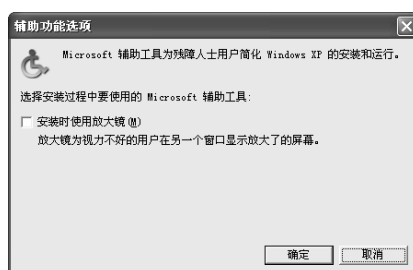 辅助功能选项
Microsoft 辅助工具为残障人士用户简化 Windows XP 的安装和运行。
选择安装过程中要使用的 Microsoft 辅助工具:
安装时使用放大镜(M)
放大镜为视力不好的用户在另一个窗口显示放大了的屏幕。
确定 取消